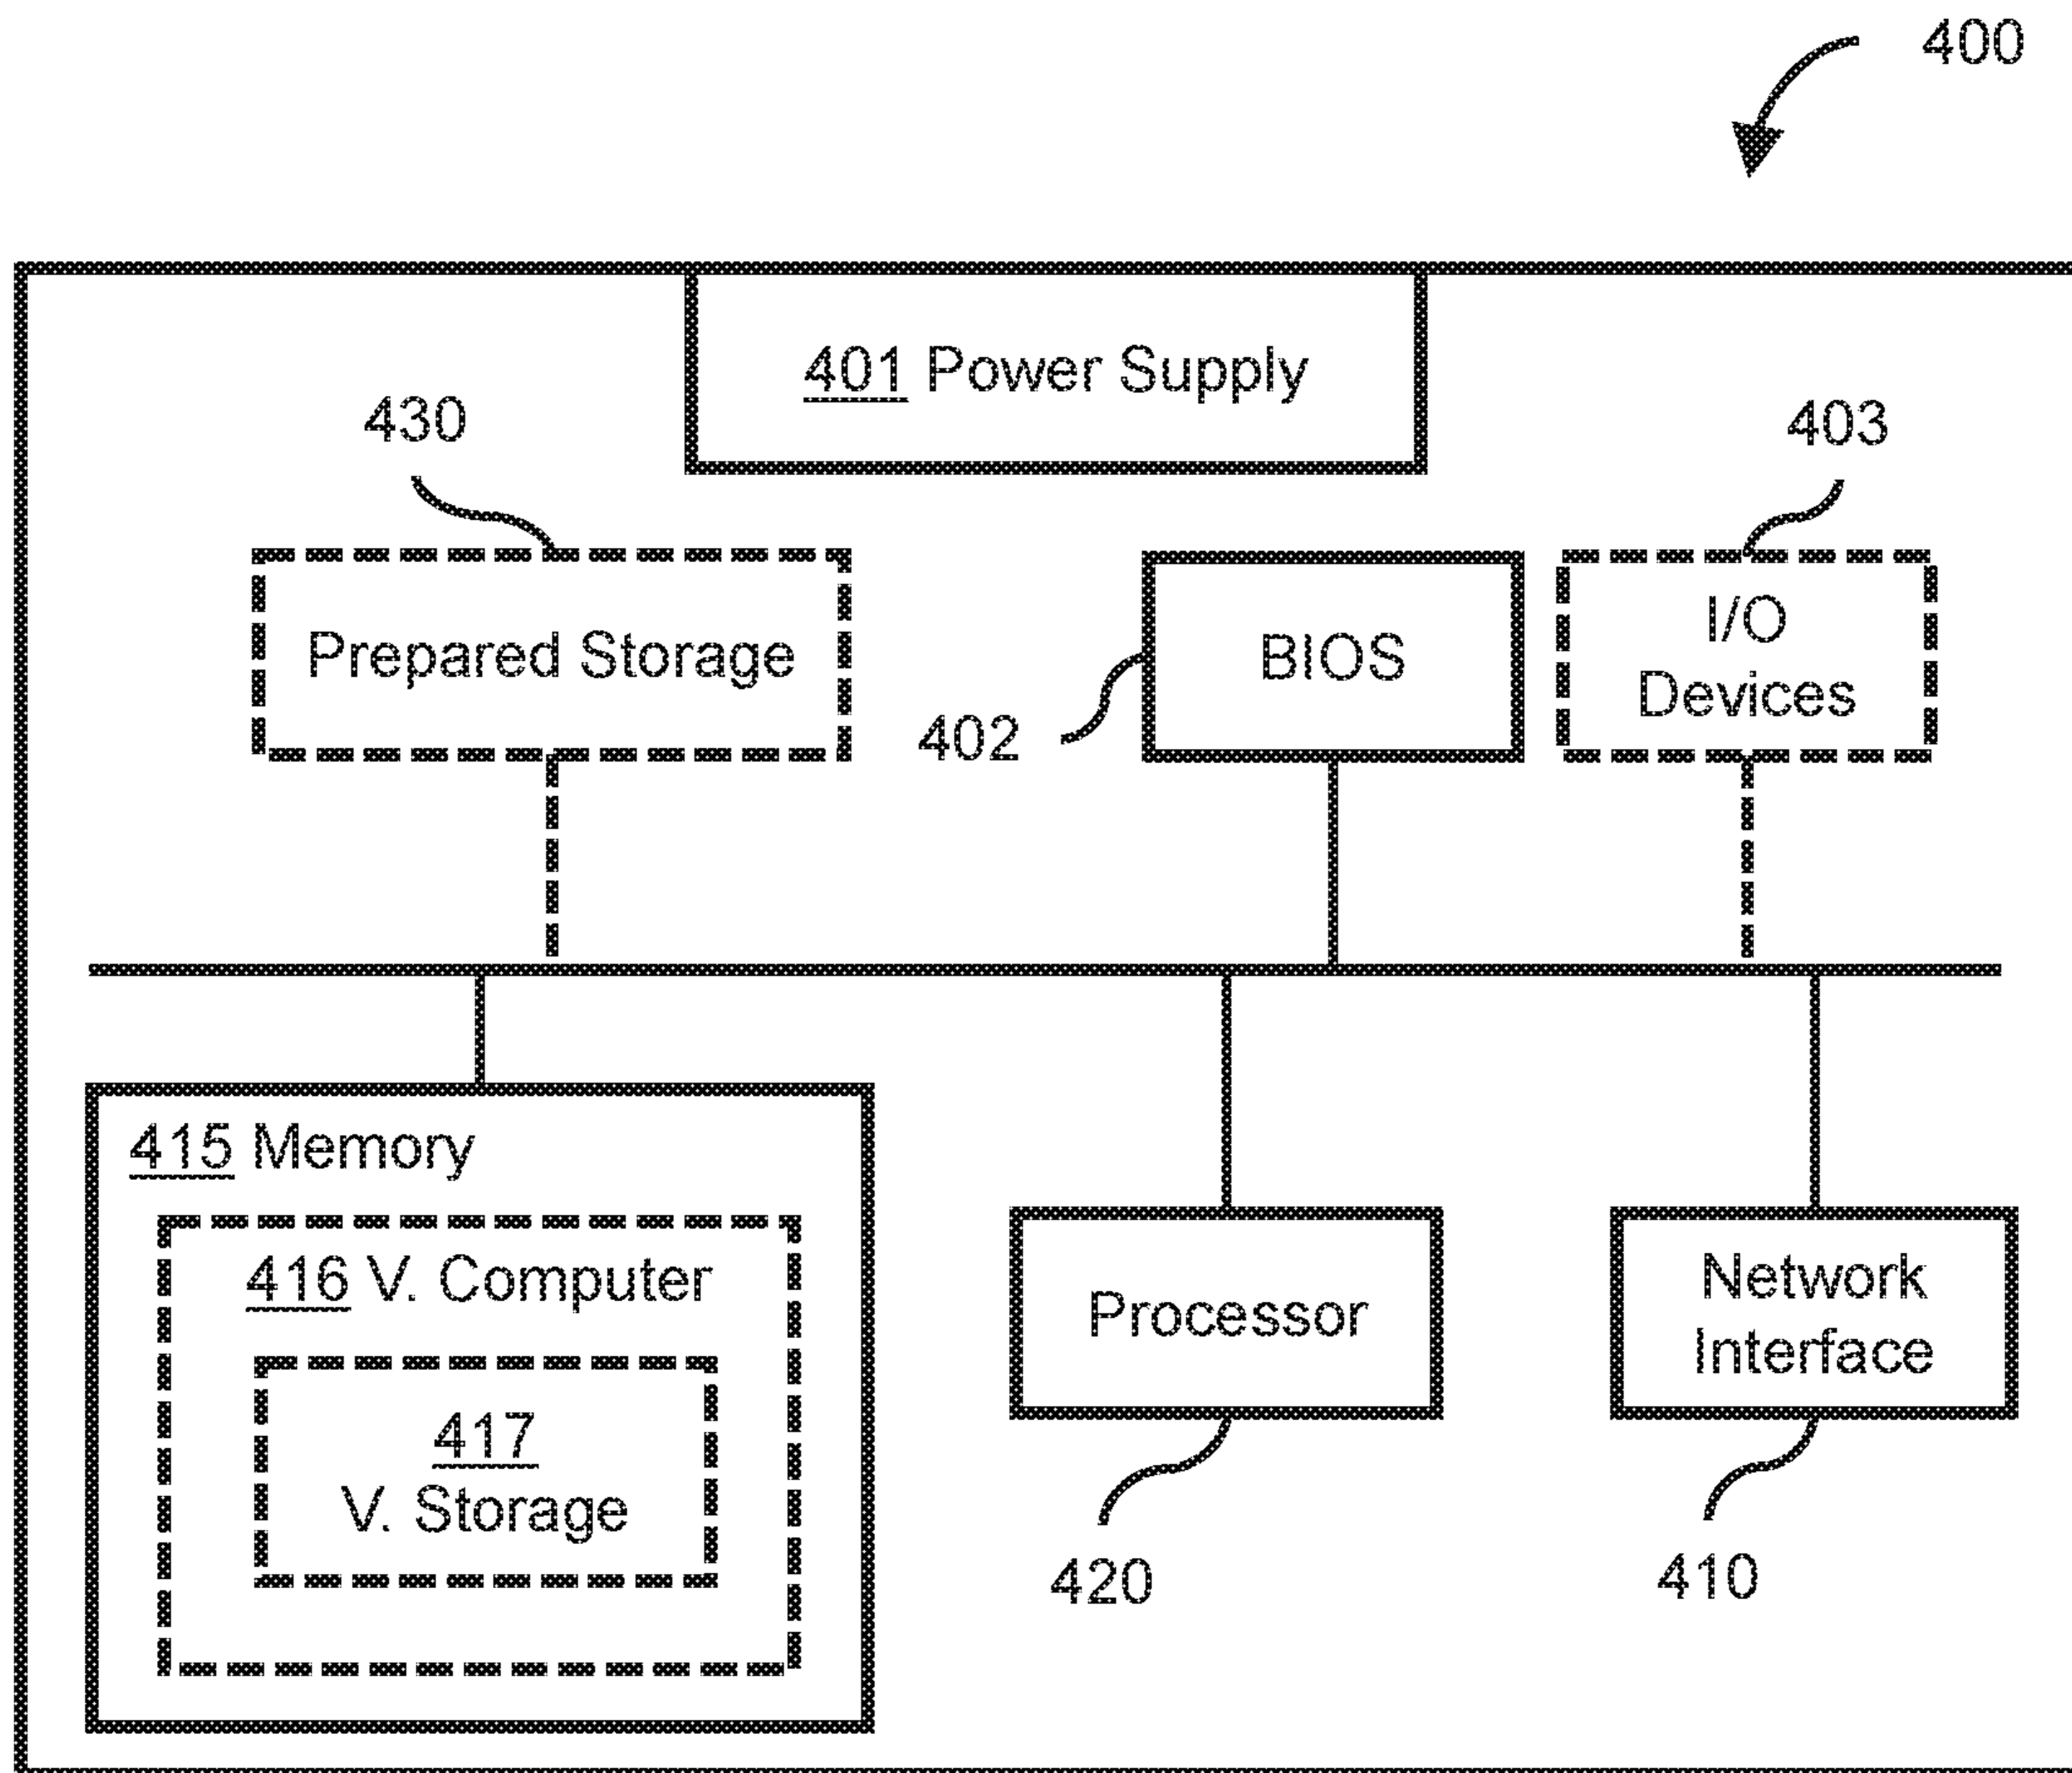 400
401 Power Supply
430
403
Prepared Storage
BIOS
I/O
Devices
402
415 Memory
416 V. Computer
417
V. Storage
Processor
Network
Interface
420
410